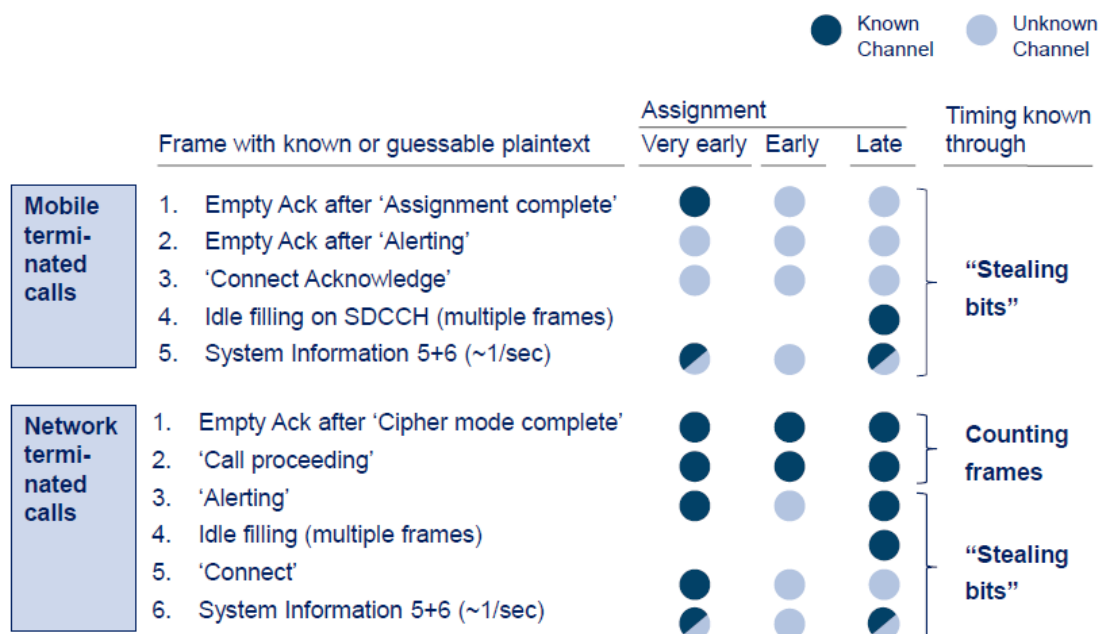 Known Channel
Unknown Channel
Assignment
Timing known through
Frame with known or guessable plaintext
Very early
Early
Late
Mobile
termi-
nated
calls
1. Empty Ack after ‘Assignment complete’
2. Empty Ack after ‘Alerting’
3. ‘Connect Acknowledge’
4. Idle filling on SDCCH (multiple frames)
5. System Information 5+6 (~1/sec)
“Stealing
bits”
Network
termi-
nated
calls
1. Empty Ack after ‘Cipher mode complete’
2. ‘Call proceeding’
3. ‘Alerting’
4. Idle filling (multiple frames)
5. ‘Connect’
6. System Information 5+6 (~1/sec)
Counting
frames
“Stealing
bits”